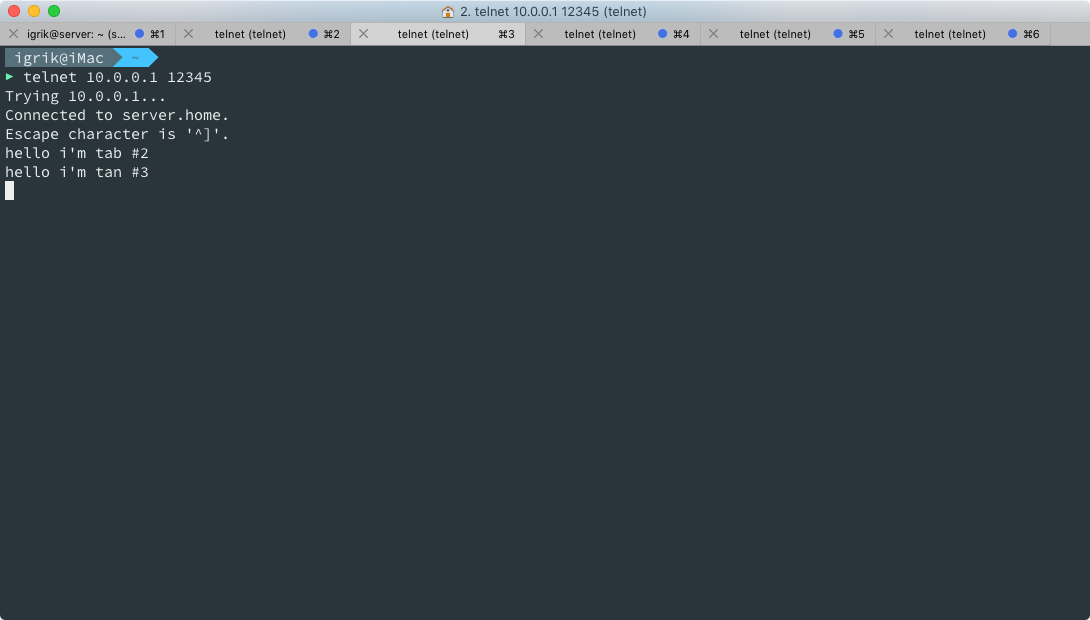 2. telnet 10.0.0.1 12345 (telnet)
igrik@server: ~ (s... ⌘1 telnet (telnet) ⌘2 telnet (telnet) ⌘3 telnet (telnet) ⌘4 telnet (telnet) ⌘5 telnet (telnet) ⌘6
igrik@iMac ~
telnet 10.0.0.1 12345
Trying 10.0.0.1...
Connected to server.home.
Escape character is '^]'.
hello i'm tab #2
hello i'm tan #3